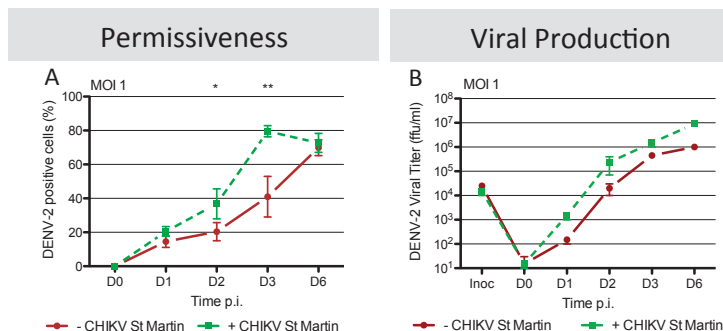 Permissiveness
Viral Production
A
MOI 1
*
**
DENV-2 positive cells (%)
100
80
60
40
20
0
D0 D1 D2 D3 D6
Time p.i.
- CHIKV St Martin + CHIKV St Martin
B
MOI 1
DENV-2 Viral Titer (ffu/ml)
10⁸
10⁷
10⁶
10⁵
10⁴
10³
10²
10¹
Inoc D0 D1 D2 D3 D6
Time p.i.
- CHIKV St Martin + CHIKV St Martin